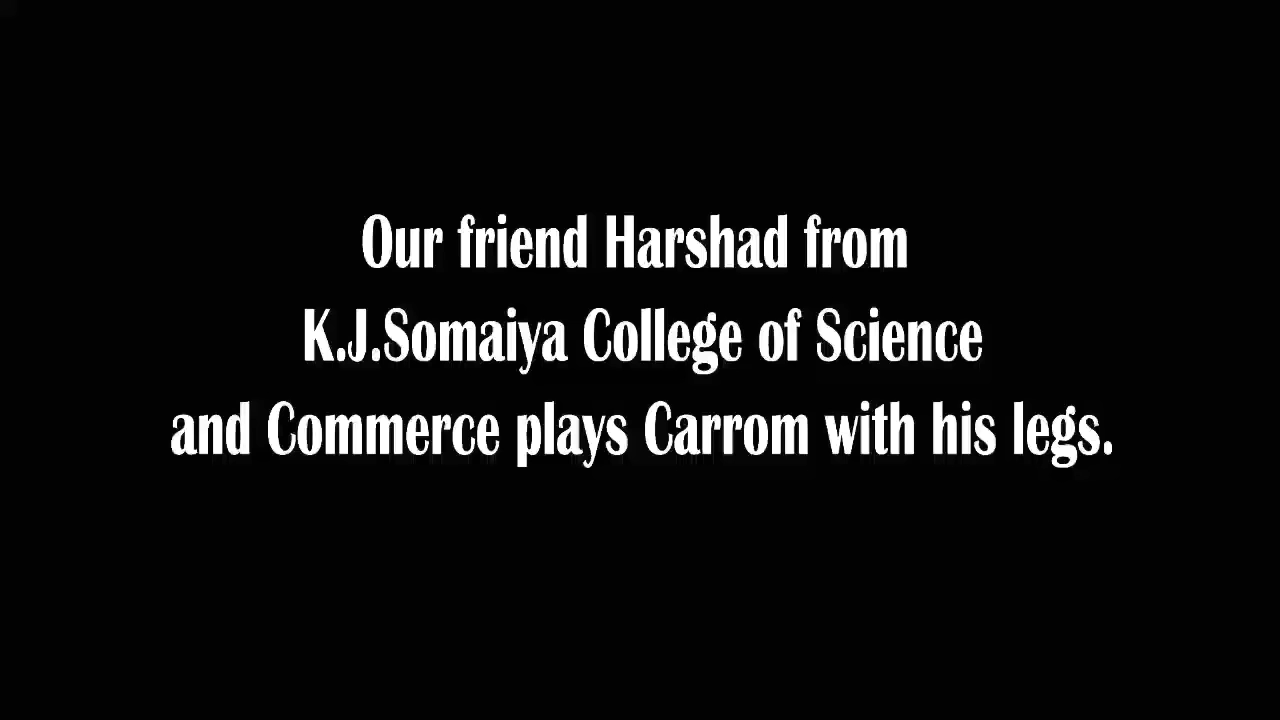 Our friend Harshad from
K.J.Somaiya College of Science
and Commerce plays Carrom with his legs.